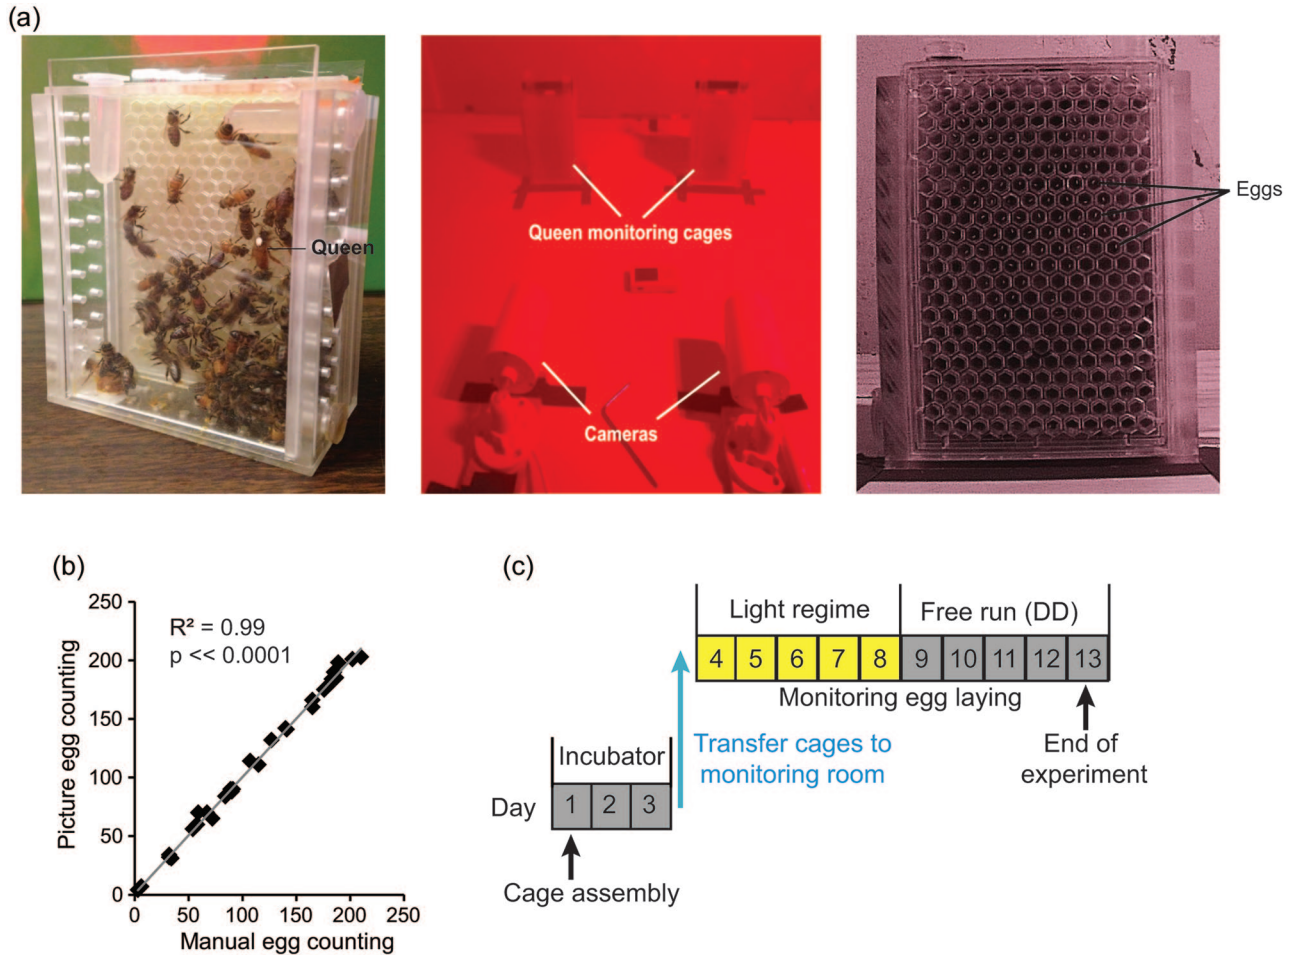 (a)
Queen
Queen monitoring cages
Cameras
Eggs
(b)
250
200
150
100
50
0
R² = 0.99
p << 0.0001
Picture egg counting
0 50 100 150 200 250
Manual egg counting
(c)
Light regime Free run (DD)
4 5 6 7 8 9 10 11 12 13
Monitoring egg laying
Transfer cages to
monitoring room
End of
experiment
Incubator
Day 1 2 3
Cage assembly